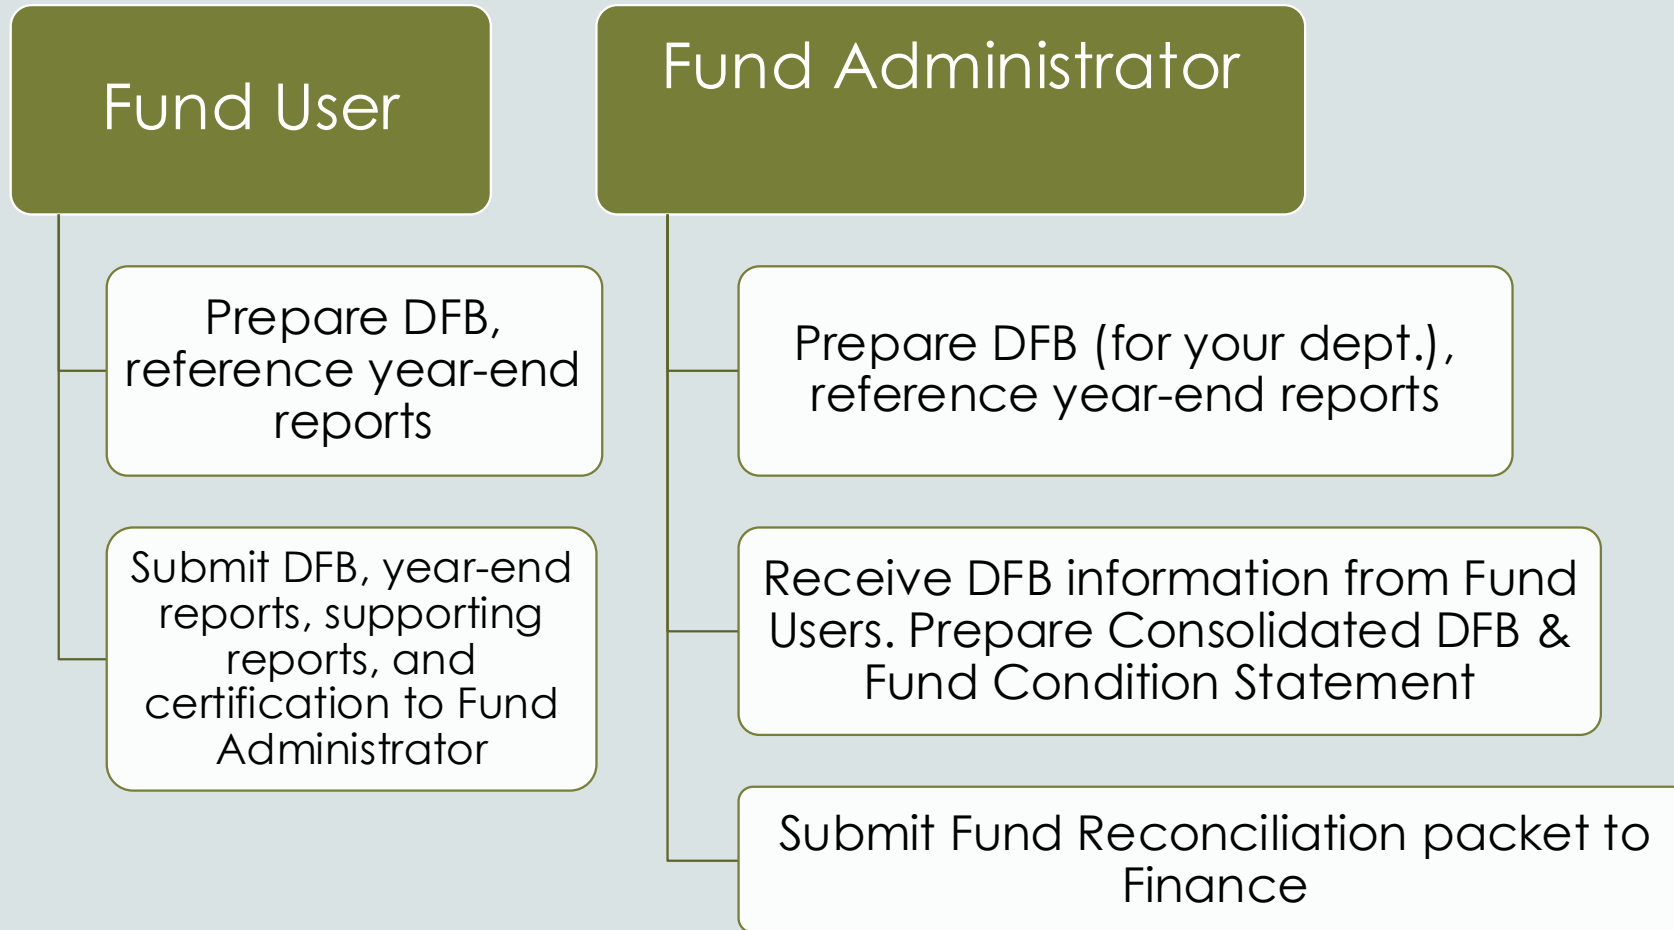 Fund User
Prepare DFB,
reference year-end
reports
Submit DFB, year-end
reports, supporting
reports, and
certification to Fund
Administrator
Fund Administrator
Prepare DFB (for your dept.),
reference year-end reports
Receive DFB information from Fund
Users. Prepare Consolidated DFB &
Fund Condition Statement
Submit Fund Reconciliation packet to
Finance